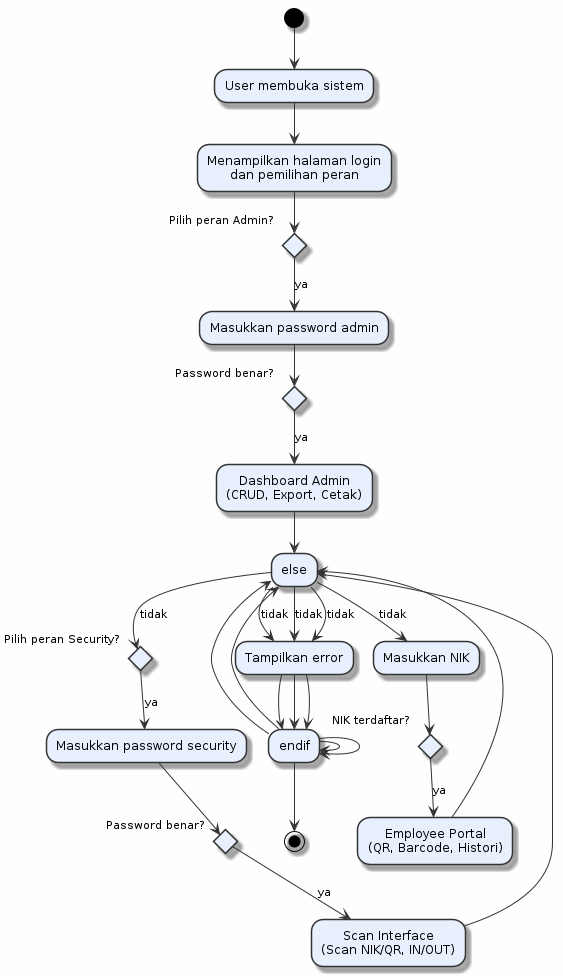 User membuka sistem
Menampilkan halaman login
dan pemilihan peran
Pilih peran Admin?
ya
Masukkan password admin
Password benar?
ya
Dashboard Admin
(CRUD, Export, Cetak)
else
tidak
tidak
tidak
tidak
tidak
Pilih peran Security?
Tampilkan error
Masukkan NIK
ya
NIK terdaftar?
Masukkan password security
endif
ya
Password benar?
Employee Portal
(QR, Barcode, Histori)
ya
Scan Interface
(Scan NIK/QR, IN/OUT)